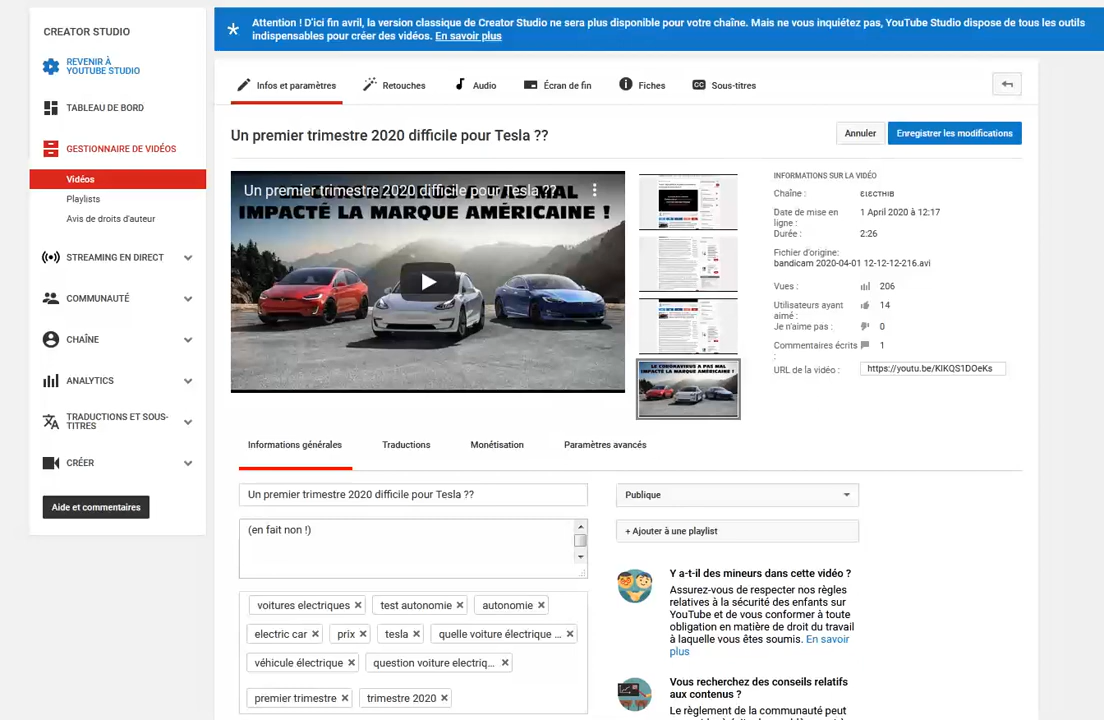 CREATOR STUDIO
REVENIR À
YOUTUBE STUDIO
TABLEAU DE BORD
GESTIONNAIRE DE VIDÉOS
Vidéos
Playlists
Avis de droits d'auteur
STREAMING EN DIRECT
COMMUNAUTÉ
CHAÎNE
ANALYTICS
TRADUCTIONS ET SOUS-
TITRES
CRÉER
Aide et commentaires
Attention ! D'ici fin avril, la version classique de Creator Studio ne sera plus disponible pour votre chaîne. Mais ne vous inquiétez pas, YouTube Studio dispose de tous les outils
indispensables pour créer des vidéos. En savoir plus
Infos et paramètres
Retouches
Audio
Écran de fin
Fiches
CC Sous-titres
Un premier trimestre 2020 difficile pour Tesla ??
Annuler
Enregistrer les modifications
Un premier trimestre 2020 difficile pour Tesla ??
IMPACTÉ LA MARQUE AMÉRICAINE !
LE CORONAVIRUS A PAS MAL
IMPACTÉ LA MARQUE AMÉRICAINE !
INFORMATIONS SUR LA VIDÉO
Chaîne :
Date de mise en
ligne :
1 April 2020 à 12:17
Durée :
2:26
Fichier d'origine:
bandicam 2020-04-01 12-12-12-216.avi
Vues :
206
Utilisateurs ayant
aimé :
14
Je n'aime pas :
0
Commentaires écrits
:
1
URL de la vidéo :
https://youtu.be/KlKQS1DOeKs
Informations générales
Traductions
Monétisation
Paramètres avancés
Un premier trimestre 2020 difficile pour Tesla ??
(en fait non !)
voitures electriques
test autonomie
autonomie
electric car
prix
tesla
quelle voiture électrique ...
véhicule électrique
question voiture electriq...
premier trimestre
trimestre 2020
Publique
+ Ajouter à une playlist
Y a-t-il des mineurs dans cette vidéo ?
Assurez-vous de respecter nos règles
relatives à la sécurité des enfants sur
YouTube et de vous conformer à toute
obligation en matière de droit du travail
à laquelle vous êtes soumis. En savoir
plus
Vous recherchez des conseils relatifs
aux contenus ?
Le règlement de la communauté peut